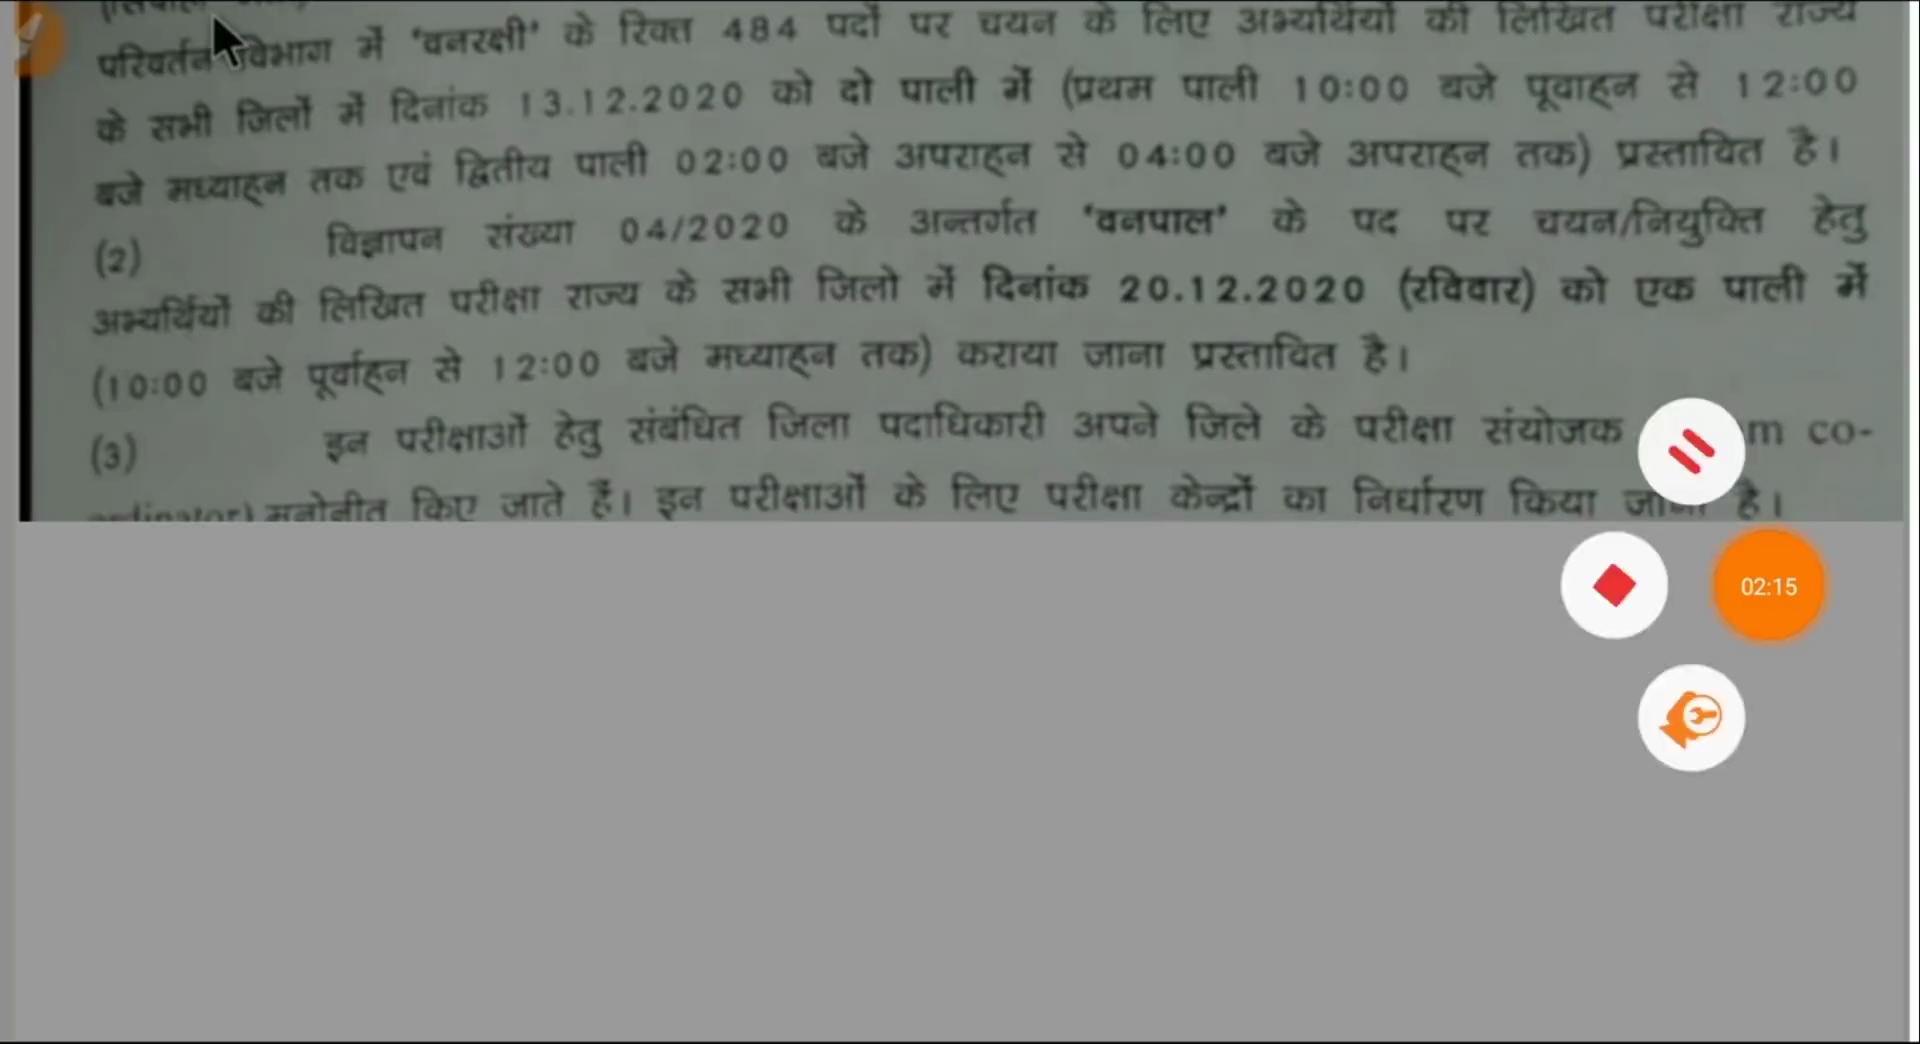 परिवर्तन विभाग में 'वनरक्षी' के रिक्त 484 पदों पर चयन के लिए अभ्यर्थियों की लिखित परीक्षा राज्य
के सभी जिलों में दिनांक 13.12.2020 को दो पाली में (प्रथम पाली 10:00 बजे पूवाह्न से 12:00
बजे मध्याह्न तक एवं द्वितीय पाली 02:00 बजे अपराह्न से 04:00 बजे अपराह्न तक) प्रस्तावित है।
(2) विज्ञापन संख्या 04/2020 के अन्तर्गत 'वनपाल' के पद पर चयन/नियुक्ति हेतु
अभ्यर्थियों की लिखित परीक्षा राज्य के सभी जिलो में दिनांक 20.12.2020 (रविवार) को एक पाली में
(10:00 बजे पूर्वाह्न से 12:00 बजे मध्याह्न तक) कराया जाना प्रस्तावित है।
(3) इन परीक्षाओं हेतु संबंधित जिला पदाधिकारी अपने जिले के परीक्षा संयोजक m co-
मनोनीत किए जाते हैं। इन परीक्षाओं के लिए परीक्षा केन्द्रों का निर्धारण किया है।
02:15